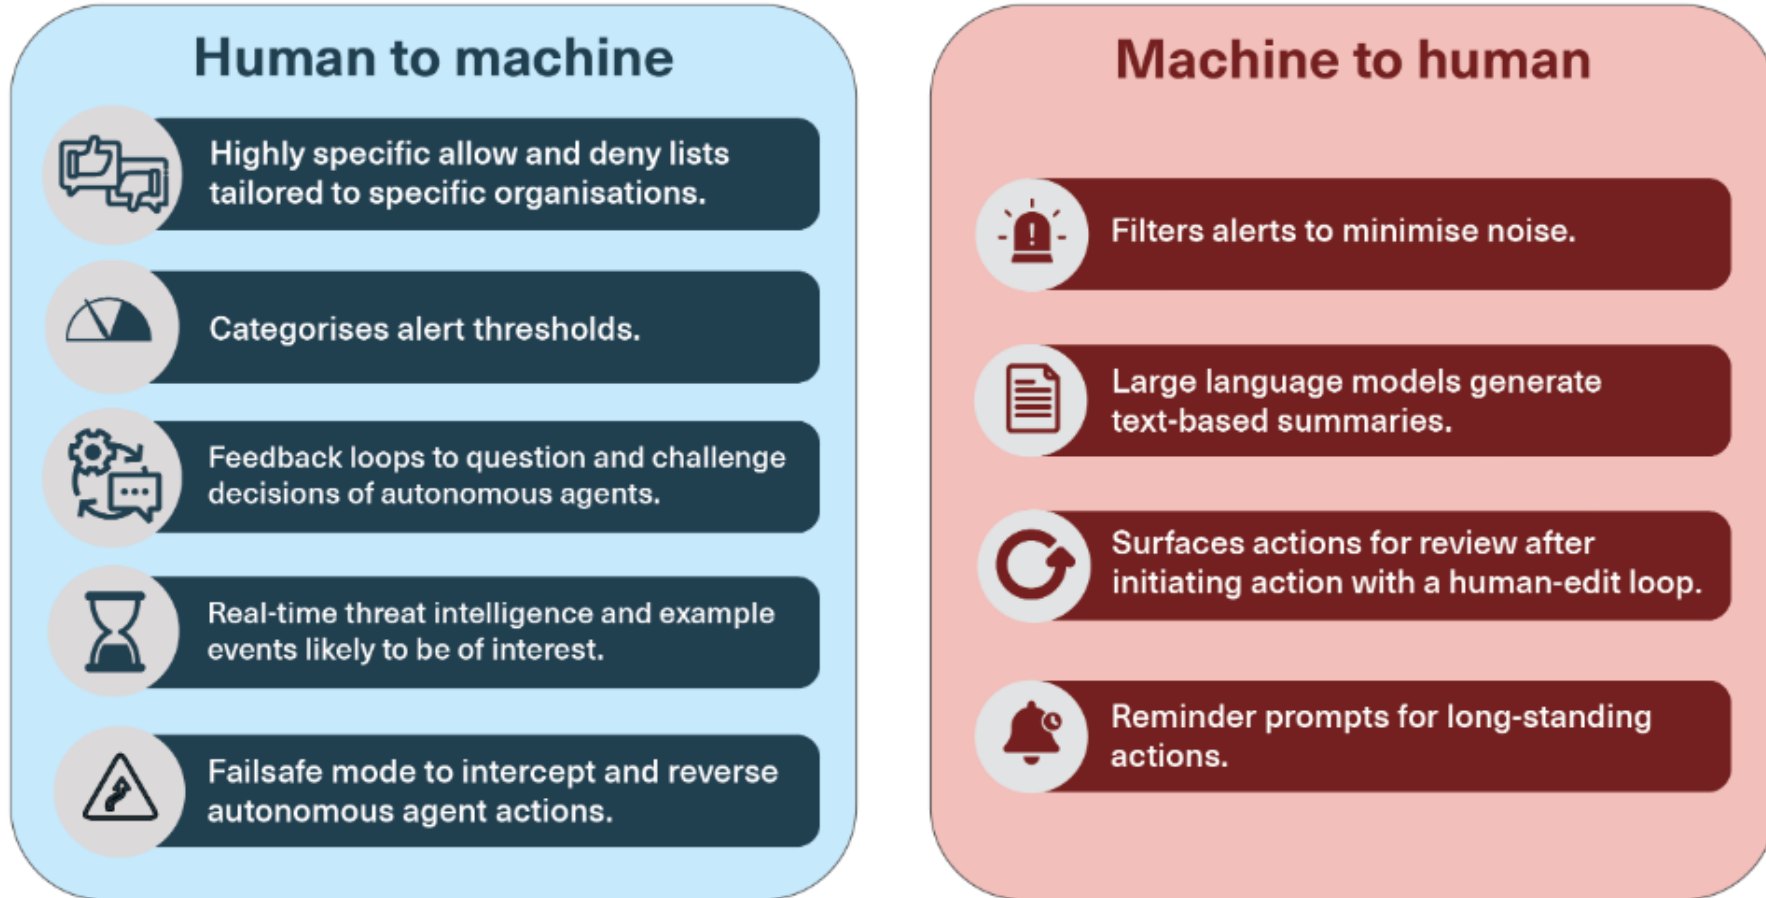 Human to machine
Highly specific allow and deny lists
tailored to specific organisations.
Categorises alert thresholds.
Feedback loops to question and challenge
decisions of autonomous agents.
Real-time threat intelligence and example
events likely to be of interest.
Failsafe mode to intercept and reverse
autonomous agent actions.
Machine to human
Filters alerts to minimise noise.
Large language models generate
text-based summaries.
Surfaces actions for review after
initiating action with a human-edit loop.
Reminder prompts for long-standing
actions.